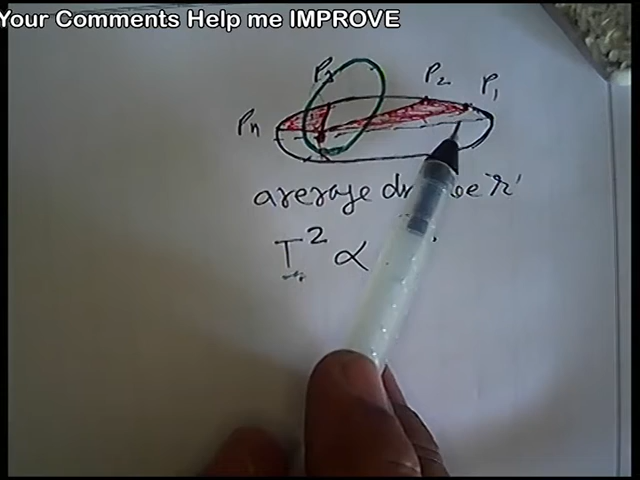 Your Comments Help me IMPROVE
P3 P2 P1
Pn
average 'r'
T² ∝